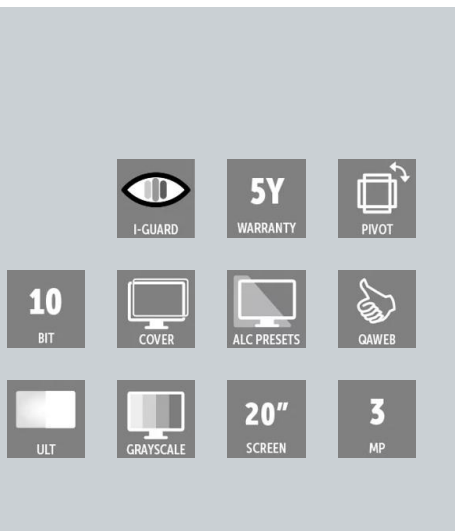 I-GUARD
5Y
WARRANTY
PIVOT
10
BIT
COVER
ALC PRESETS
QAWEB
ULT
GRAYSCALE
20"
SCREEN
3
MP